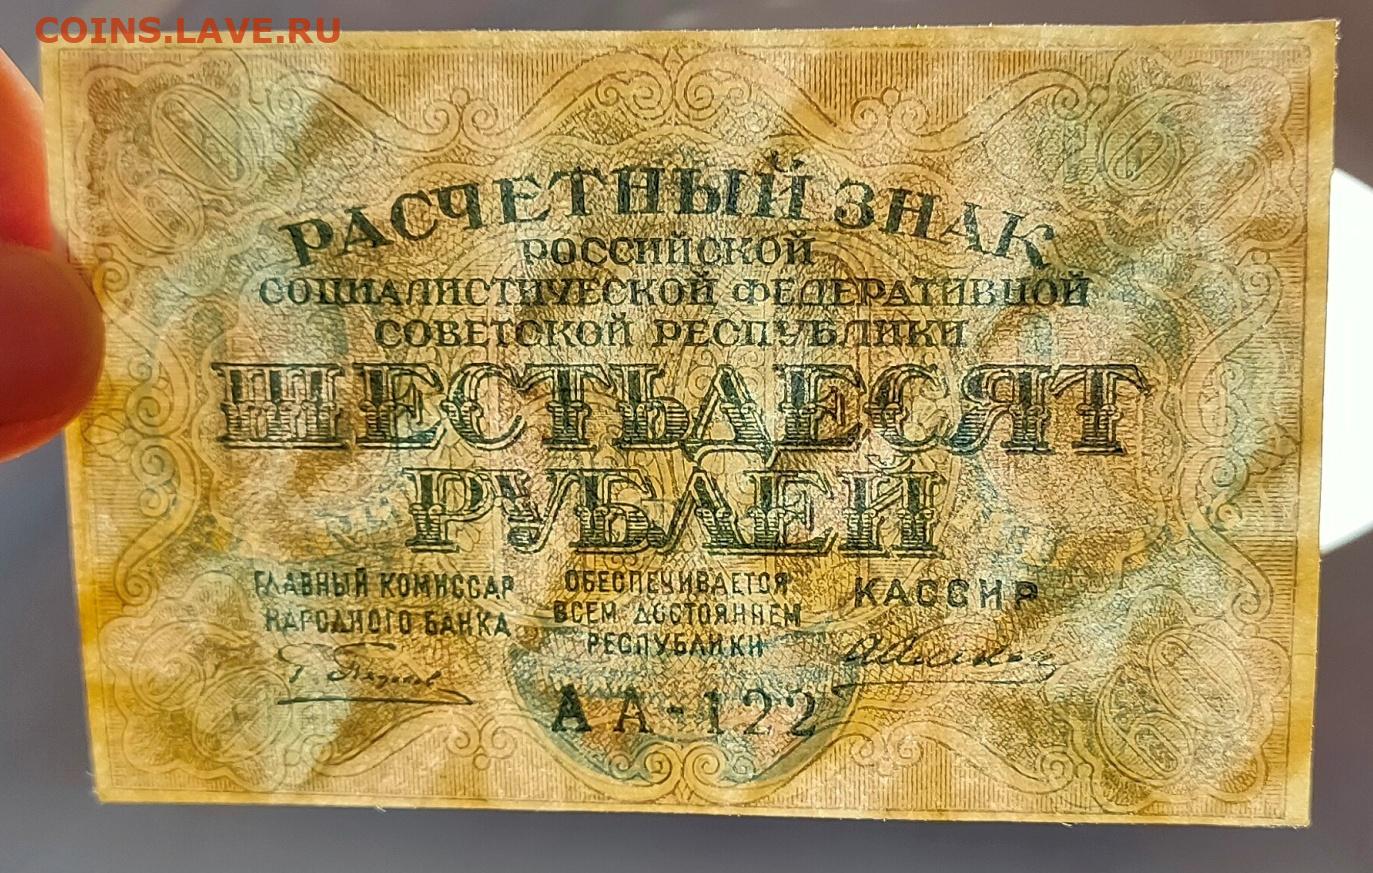 COINS.LAVE.RU
РАСЧЕТНЫЙ ЗНАК
РОССИЙСКОЙ
СОЦИАЛИСТИЧЕСКОЙ ФЕДЕРАТИВНОЙ
СОВЕТСКОЙ РЕСПУБЛИКИ
ШЕСТЬДЕСЯТ
РУБЛЕЙ
ГЛАВНЫЙ КОМИССАР
НАРОДНОГО БАНКА
ОБЕСПЕЧИВАЕТСЯ
ВСЕМ ДОСТОЯНИЕМ
РЕСПУБЛИКИ
КАССИР
АА-122